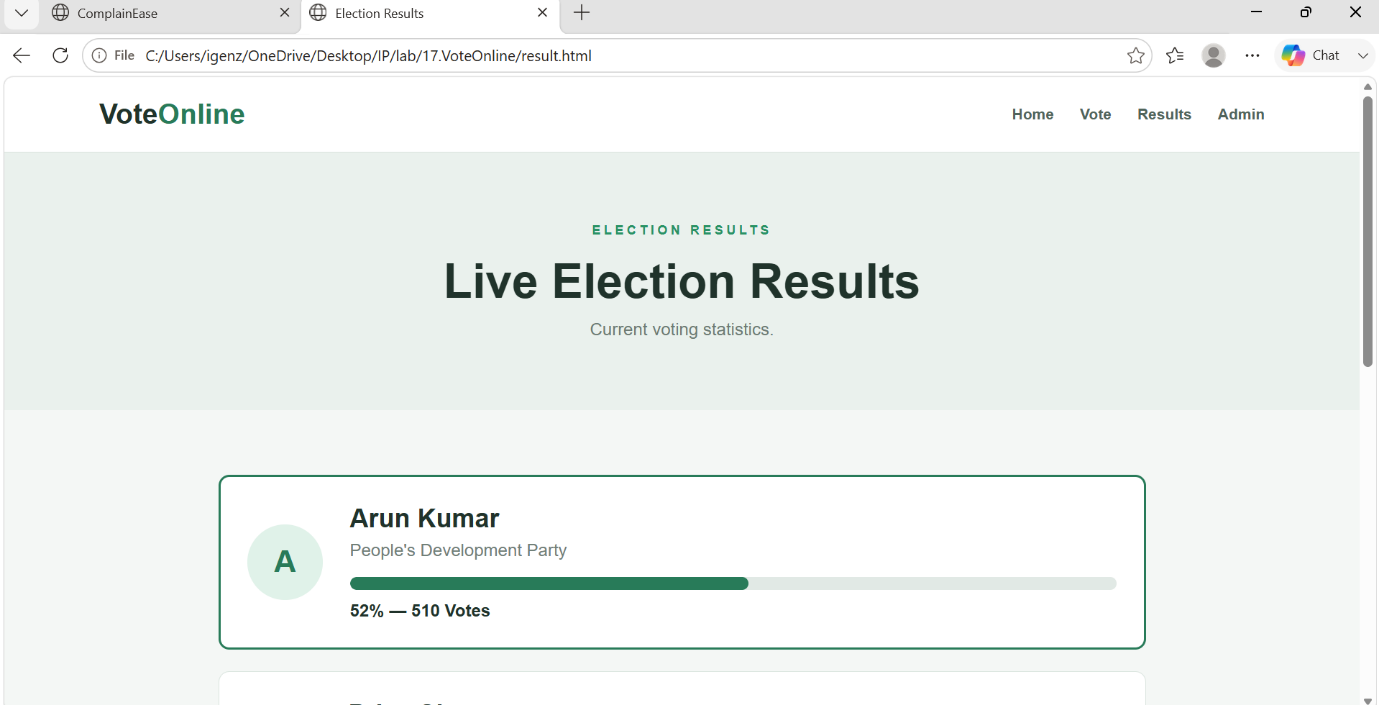 ComplainEase
Election Results
File C:/Users/igenz/OneDrive/Desktop/IP/lab/17.VoteOnline/result.html
Chat
VoteOnline
Home Vote Results Admin
ELECTION RESULTS
Live Election Results
Current voting statistics.
A
Arun Kumar
People's Development Party
52% — 510 Votes